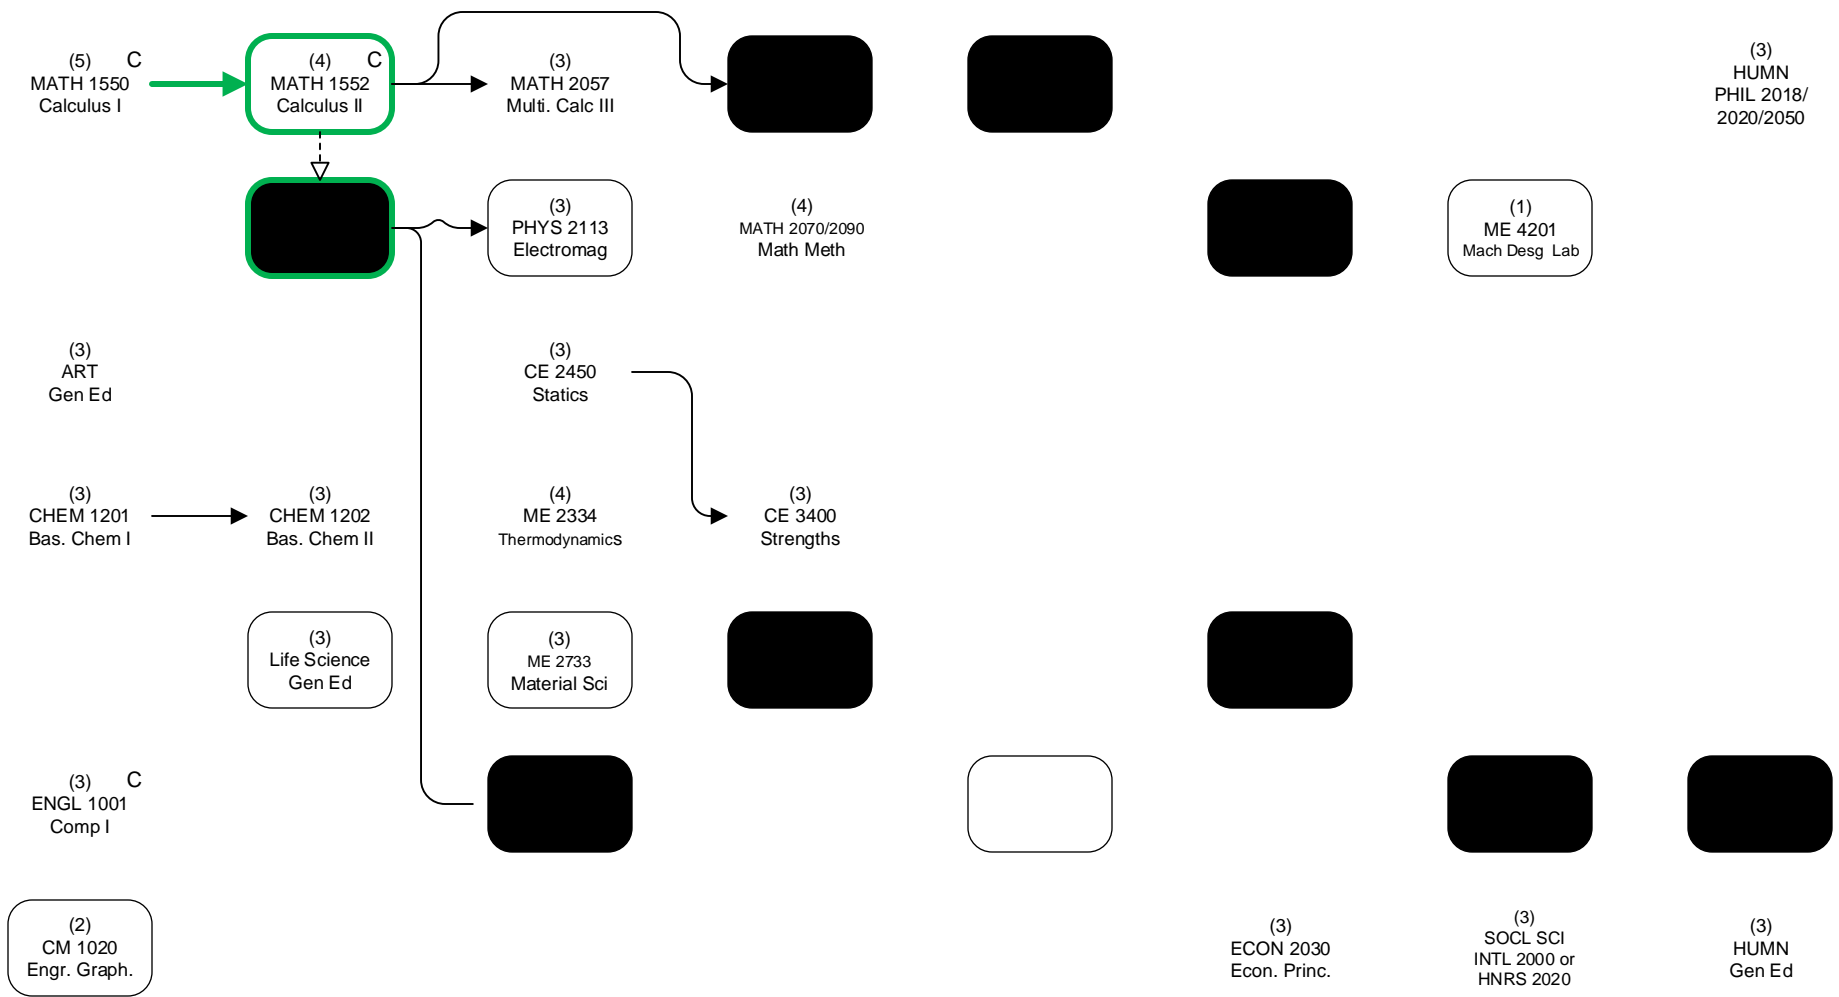 (5) C
MATH 1550
Calculus I
(4) C
MATH 1552
Calculus II
(3)
MATH 2057
Multi. Calc III
(3)
HUMN
PHIL 2018/
2020/2050
(3)
PHYS 2113
Electromag
(4)
MATH 2070/2090
Math Meth
(1)
ME 4201
Mach Desg Lab
(3)
ART
Gen Ed
(3)
CE 2450
Statics
(3)
CHEM 1201
Bas. Chem I
(3)
CHEM 1202
Bas. Chem II
(4)
ME 2334
Thermodynamics
(3)
CE 3400
Strengths
(3)
Life Science
Gen Ed
(3)
ME 2733
Material Sci
(3) C
ENGL 1001
Comp I
(2)
CM 1020
Engr. Graph.
(3)
ECON 2030
Econ. Princ.
(3)
SOCL SCI
INTL 2000 or
HNRS 2020
(3)
HUMN
Gen Ed